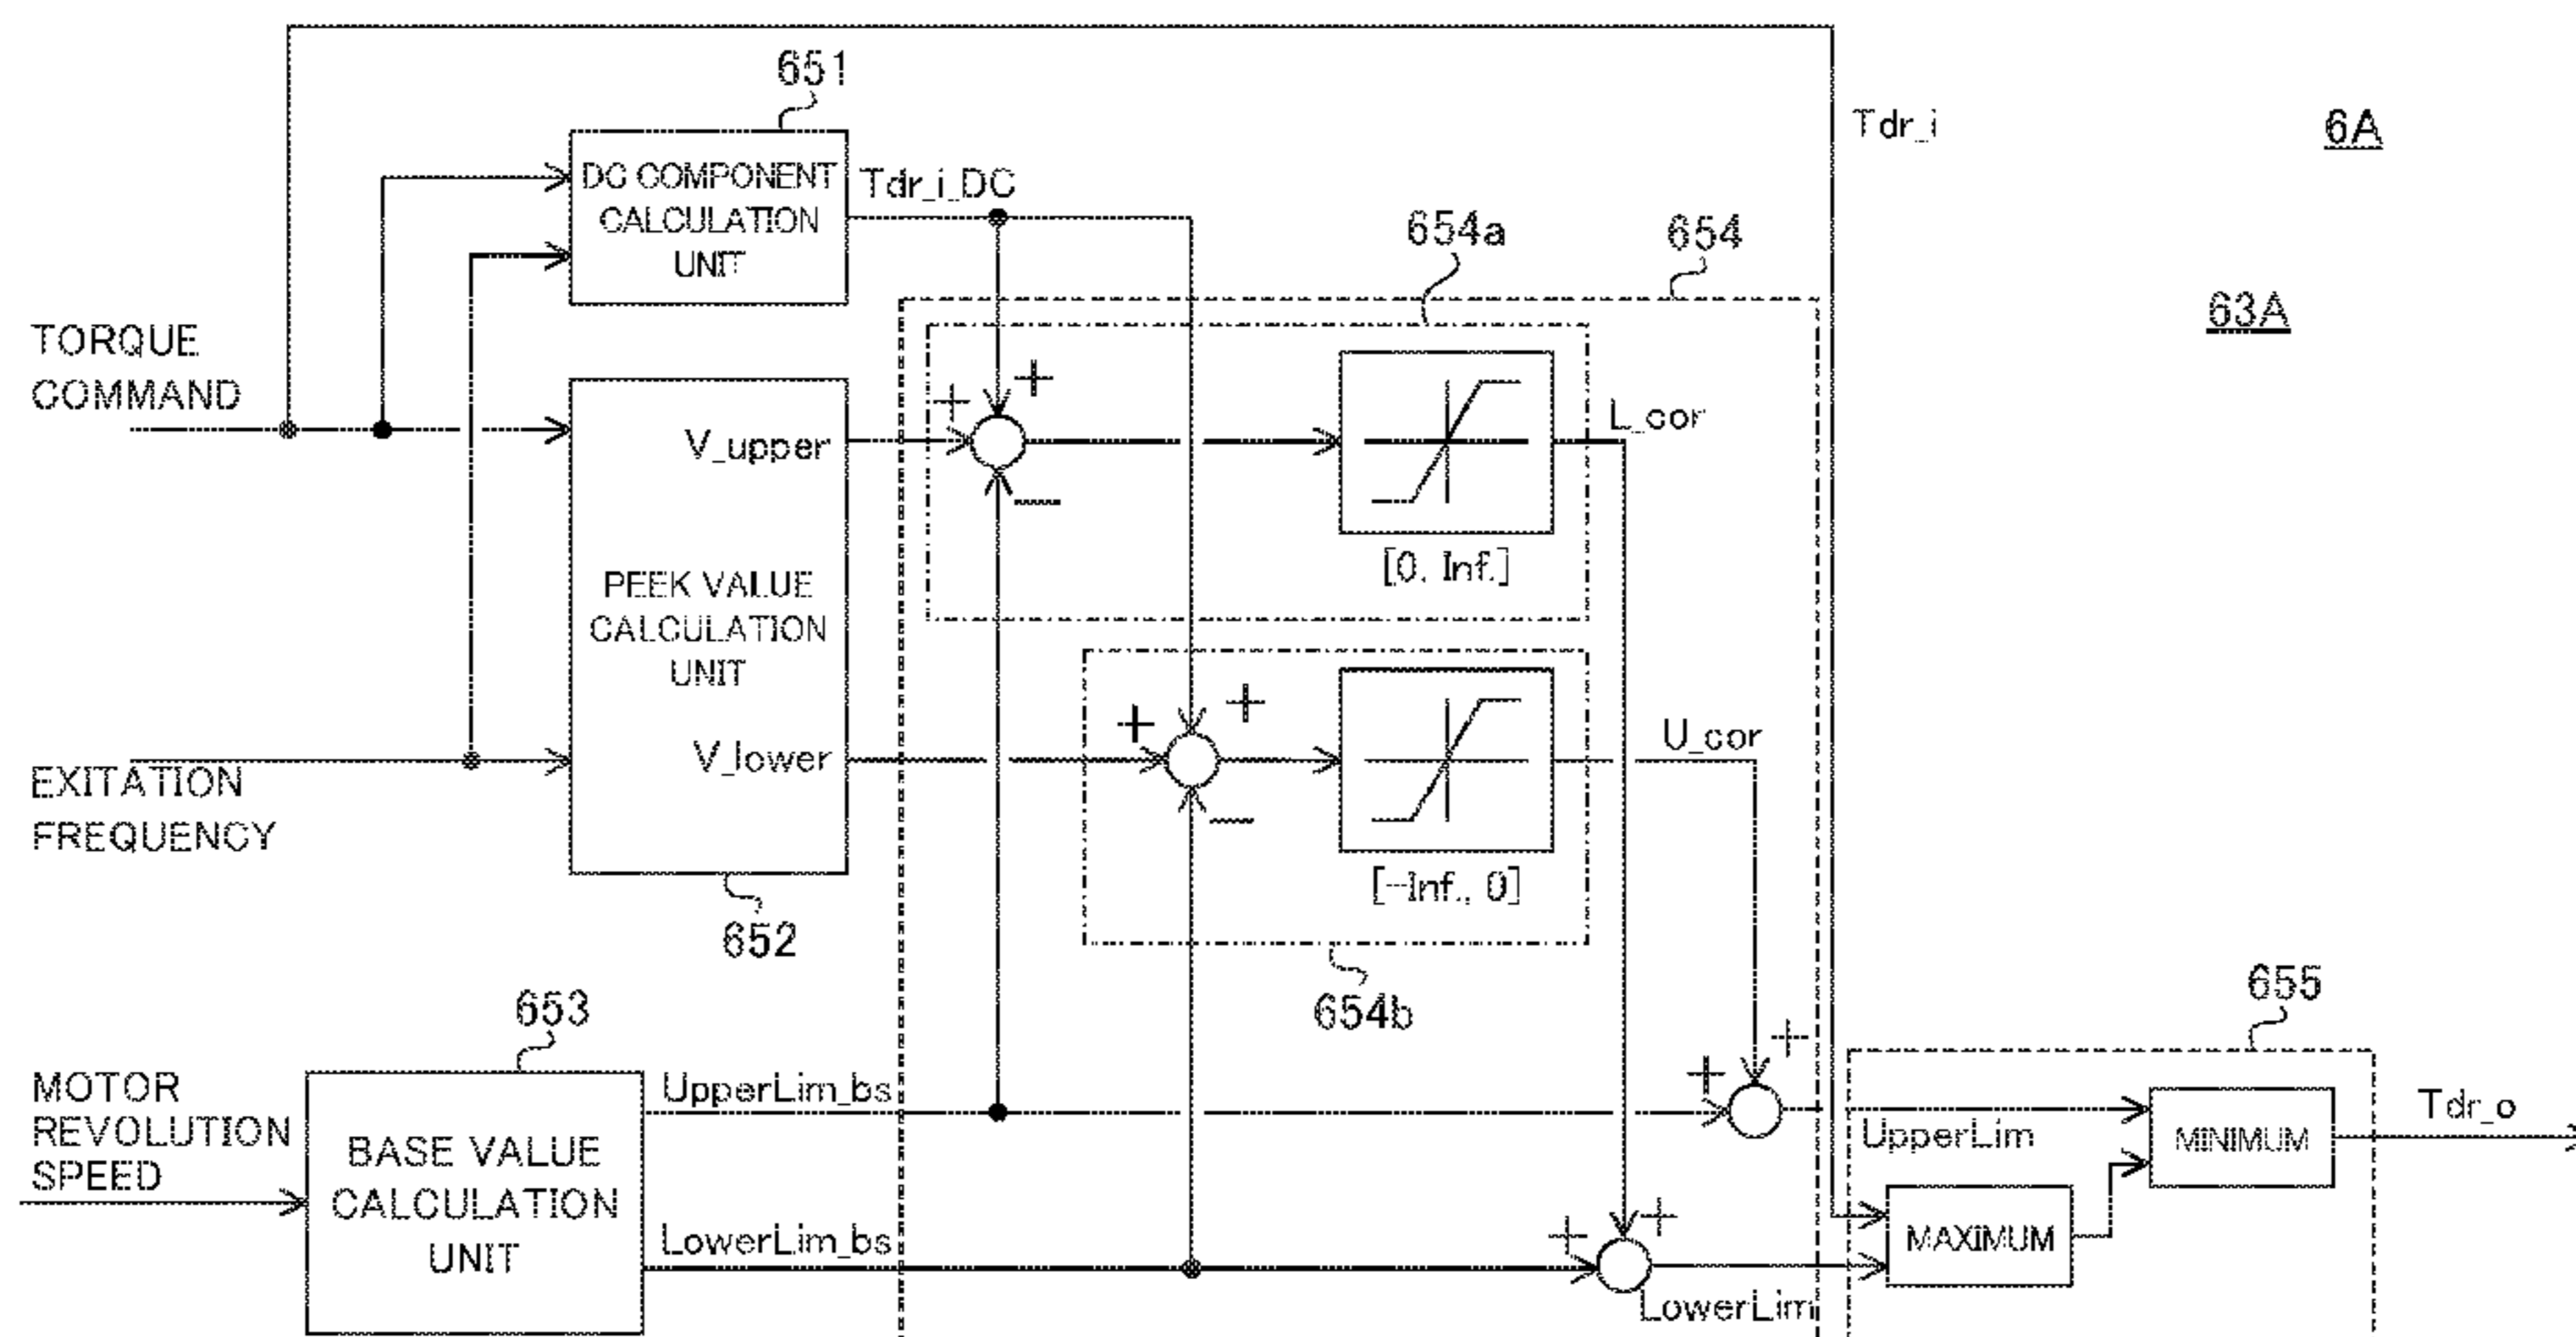 651
Tdr_i
6A
DC COMPONENT
CALCULATION
UNIT
Tdr_i_DC
654a
654
63A
TORQUE
COMMAND
+
+
V_upper
L_cor
—
[0, Inf.]
PEEK VALUE
CALCULATION
UNIT
+
+
V_lower
U_cor
EXITATION
FREQUENCY
—
[-Inf., 0]
652
654b
653
655
MOTOR
REVOLUTION
SPEED
UpperLim_bs
+
+
Tdr_o
UpperLim
MINIMUM
BASE VALUE
CALCULATION
UNIT
LowerLim_bs
+
+
MAXIMUM
LowerLim